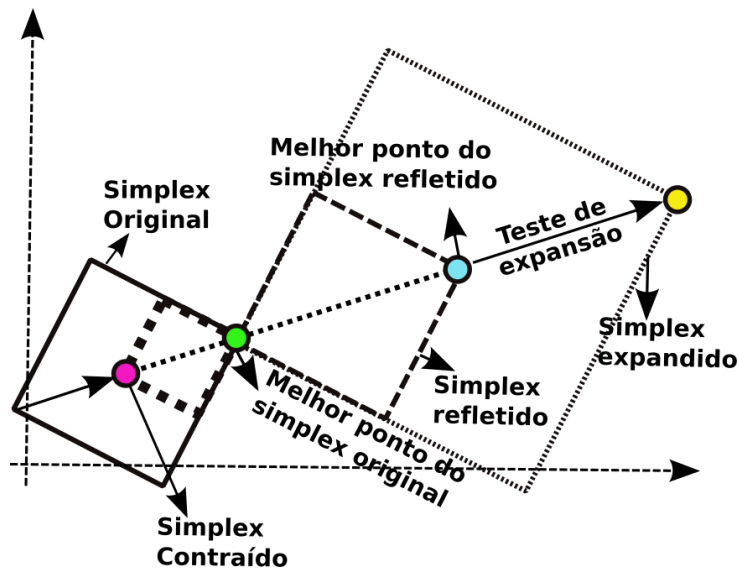 Melhor ponto do
simplex refletido
Simplex
Original
Teste de
expansão
Simplex
expandido
Simplex
refletido
Melhor ponto do
simplex original
Simplex
Contraído